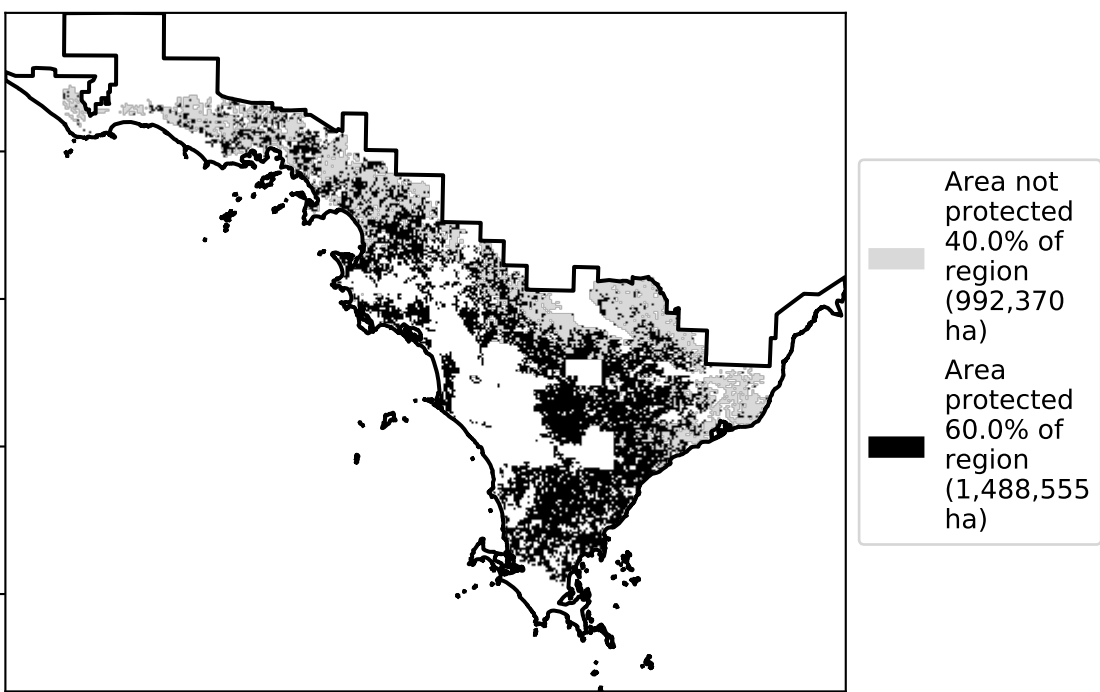 Area not
protected
40.0% of
region
(992,370
ha)
Area
protected
60.0% of
region
(1,488,555
ha)